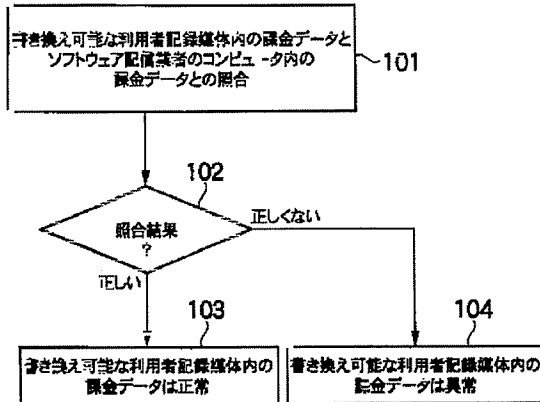 書き換え可能な利用者記録媒体内の課金データと
ソフトウェア配信業者のコンピュータ内の
課金データとの照合
101
102
照合結果
?
正しくない
正しい
103
104
書き換え可能な利用者記録媒体内の
課金データは正常
書き換え可能な利用者記録媒体内の
課金データは異常